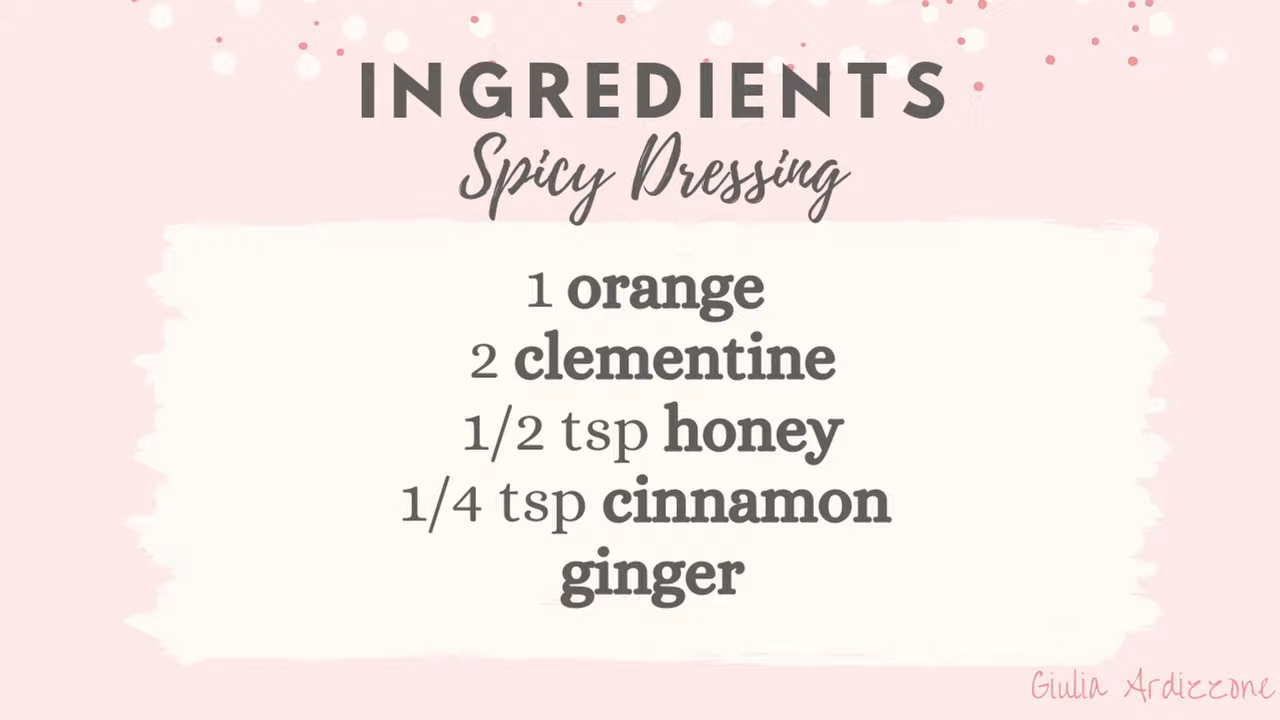 INGREDIENTS
Spicy Dressing
1 orange
2 clementine
1/2 tsp honey
1/4 tsp cinnamon
ginger
Giulia Ardizzone